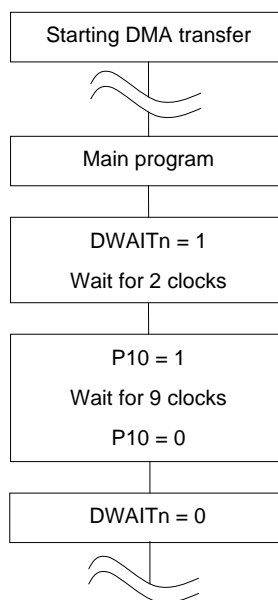 Starting DMA transfer
Main program
DWAITn = 1
Wait for 2 clocks
P10 = 1
Wait for 9 clocks
P10 = 0
DWAITn = 0